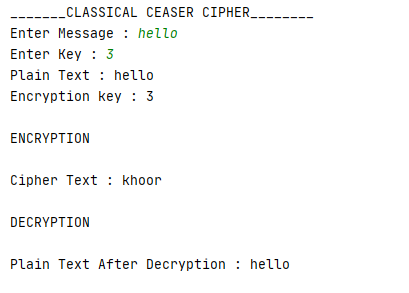 _______CLASSICAL CEASER CIPHER________
Enter Message : hello
Enter Key : 3
Plain Text : hello
Encryption key : 3
ENCRYPTION
Cipher Text : khoor
DECRYPTION
Plain Text After Decryption : hello